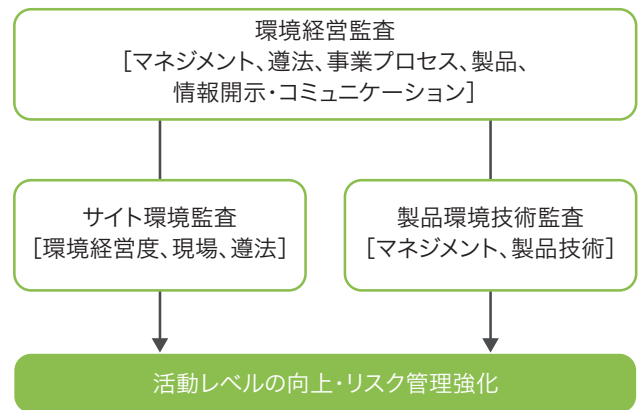 環境経営監査
［マネジメント、遵法、事業プロセス、製品、
情報開示・コミュニケーション］
サイト環境監査
［環境経営度、現場、遵法］
製品環境技術監査
［マネジメント、製品技術］
活動レベルの向上・リスク管理強化